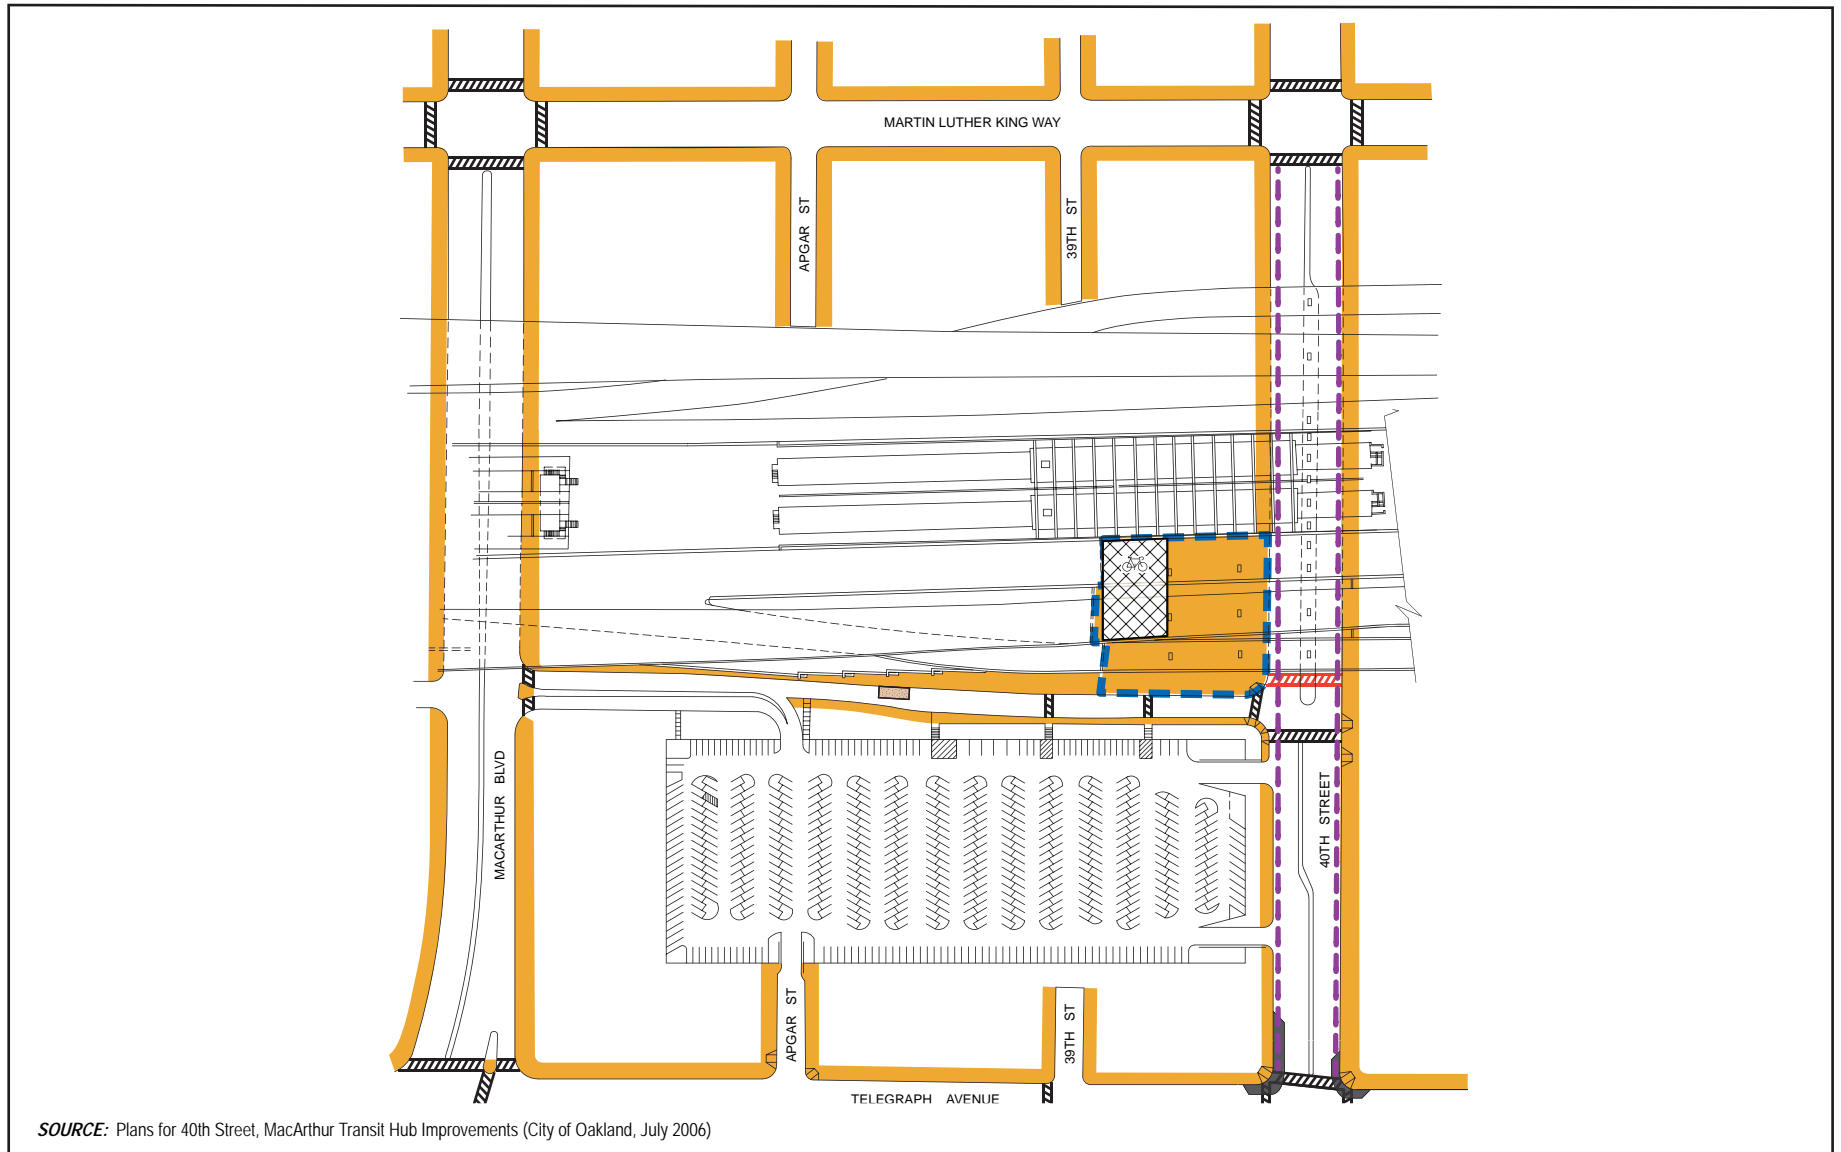 MARTIN LUTHER KING WAY
APGAR ST
39TH ST
MACARTHUR BLVD
40TH STREET
APGAR ST
39TH ST
TELEGRAPH AVENUE
SOURCE: Plans for 40th Street, MacArthur Transit Hub Improvements (City of Oakland, July 2006)